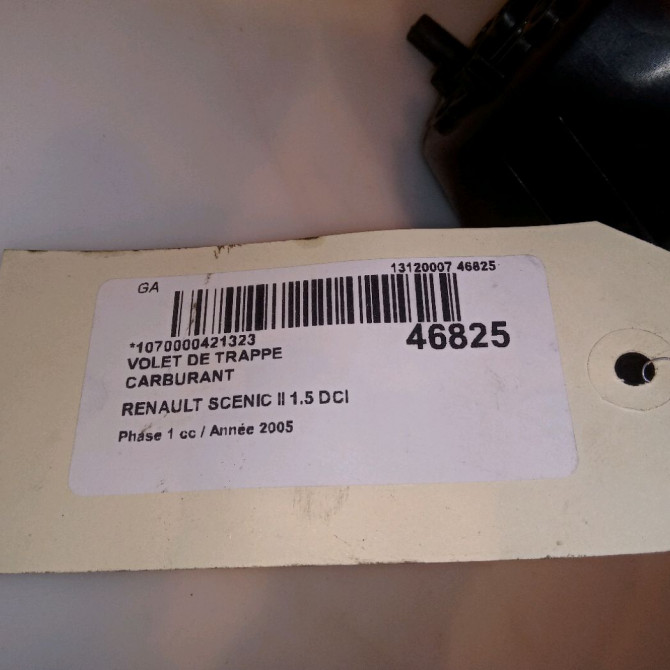 GA
13120007 46825
*1070000421323
46825
VOLET DE TRAPPE
CARBURANT
RENAULT SCENIC II 1.5 DCI
Phase 1 cc / Année 2005